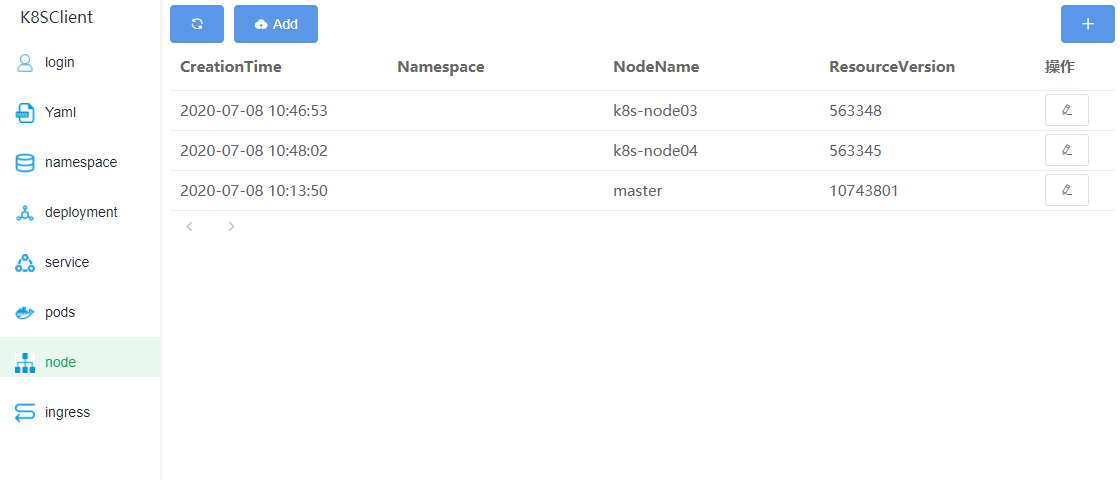 K8SClient
login
Yaml
namespace
deployment
service
pods
node
ingress
Add
CreationTime Namespace NodeName ResourceVersion 操作
2020-07-08 10:46:53 k8s-node03 563348
2020-07-08 10:48:02 k8s-node04 563345
2020-07-08 10:13:50 master 10743801